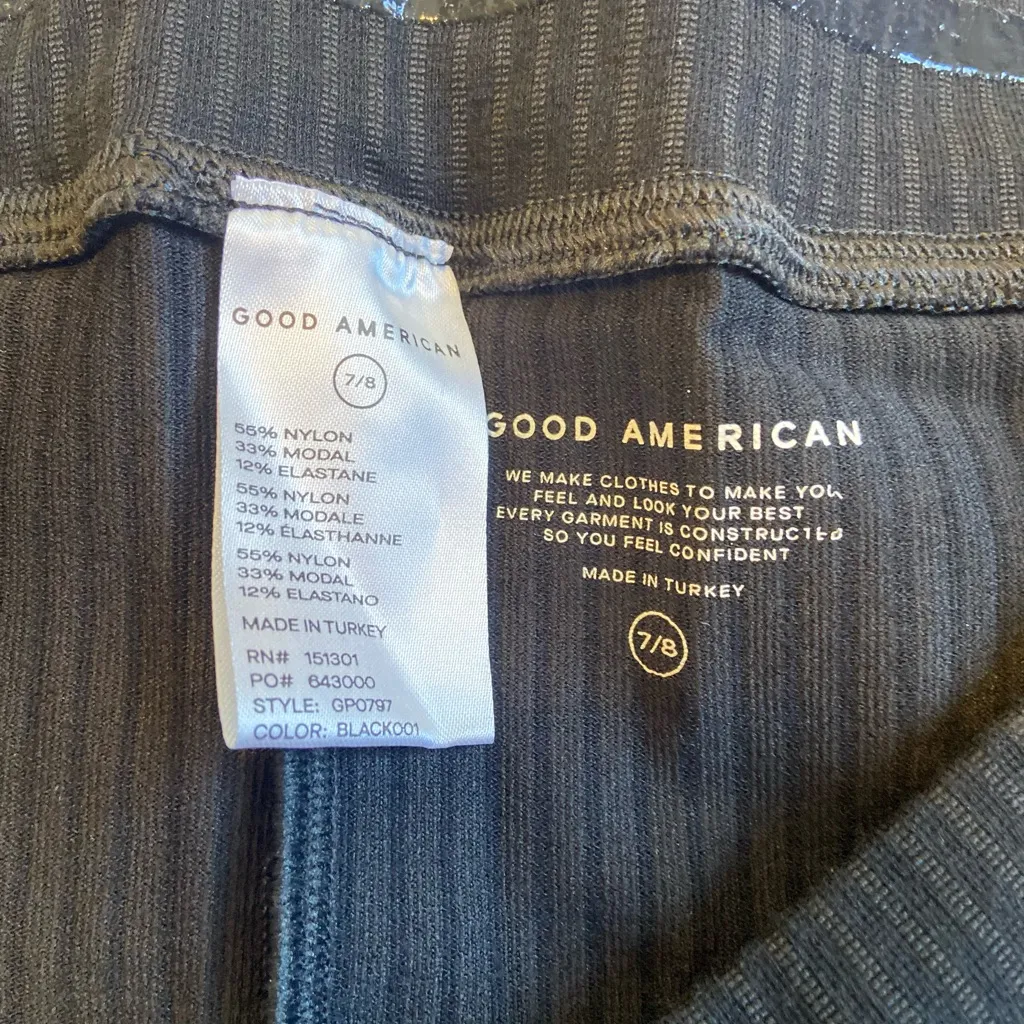 GOOD AMERICAN
7/8
55% NYLON
33% MODAL
12% ELASTANE
55% NYLON
33% MODALE
12% ÉLASTHANNE
55% NYLON
33% MODAL
12% ELASTANO
MADE IN TURKEY
RN# 151301
PO# 643000
STYLE: GP0797
COLOR: BLACK001
GOOD AMERICAN
WE MAKE CLOTHES TO MAKE YOU
FEEL AND LOOK YOUR BEST
EVERY GARMENT IS CONSTRUCTED
SO YOU FEEL CONFIDENT
MADE IN TURKEY
7/8